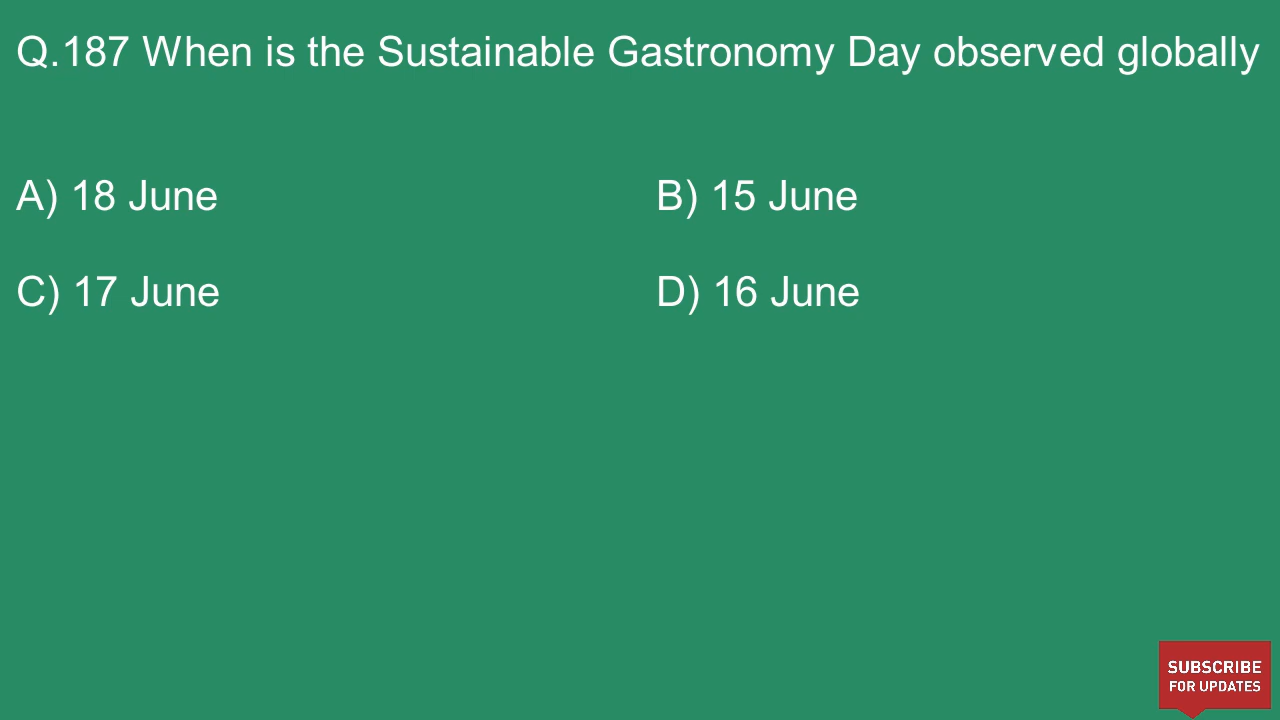 Q.187 When is the Sustainable Gastronomy Day observed globally
A) 18 June
B) 15 June
C) 17 June
D) 16 June
SUBSCRIBE
FOR UPDATES